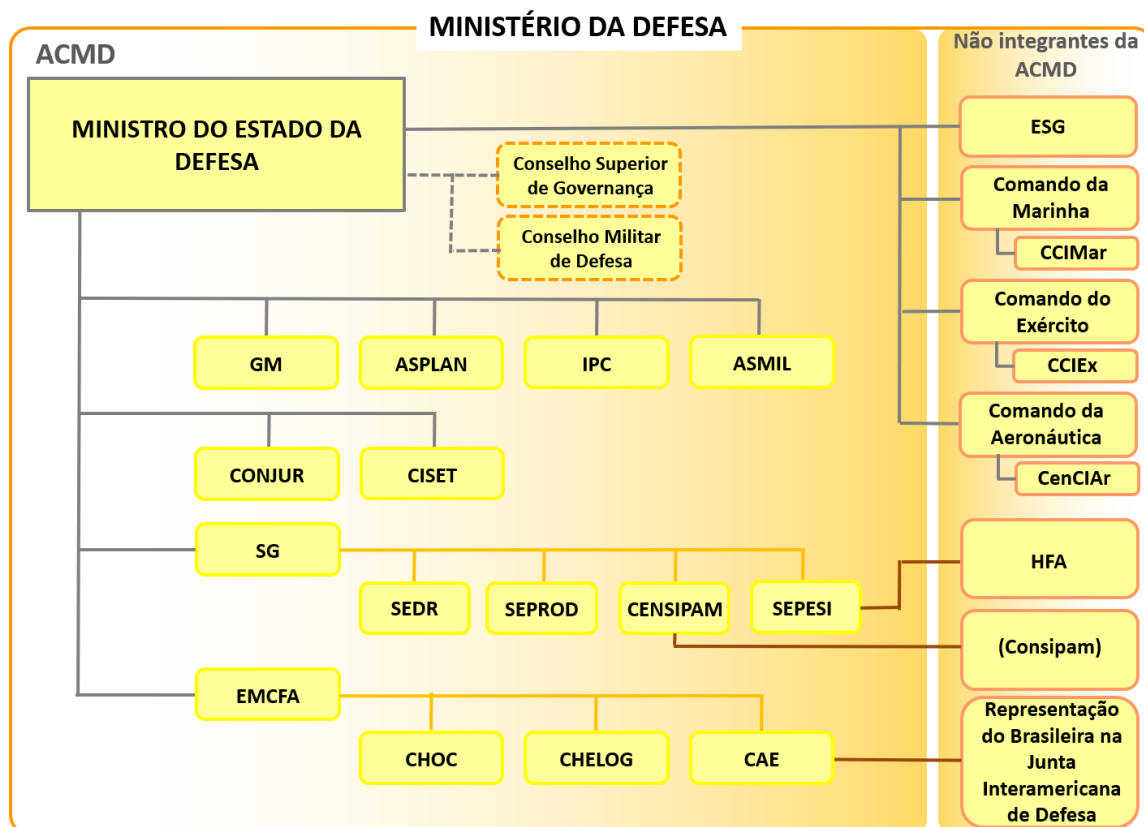 MINISTÉRIO DA DEFESA
ACMD
Não integrantes da
ACMD
MINISTRO DO ESTADO DA
DEFESA
Conselho Superior
de Governança
Conselho Militar
de Defesa
ESG
Comando da
Marinha
CCIMar
Comando do
Exército
CCIEx
Comando da
Aeronáutica
CenCIAr
GM
ASPLAN
IPC
ASMIL
CONJUR
CISET
SG
SEDR
SEPROD
CENSIPAM
SEPESI
HFA
(Consipam)
EMCFA
CHOC
CHELOG
CAE
Representação
do Brasileira na
Junta
Interamericana
de Defesa